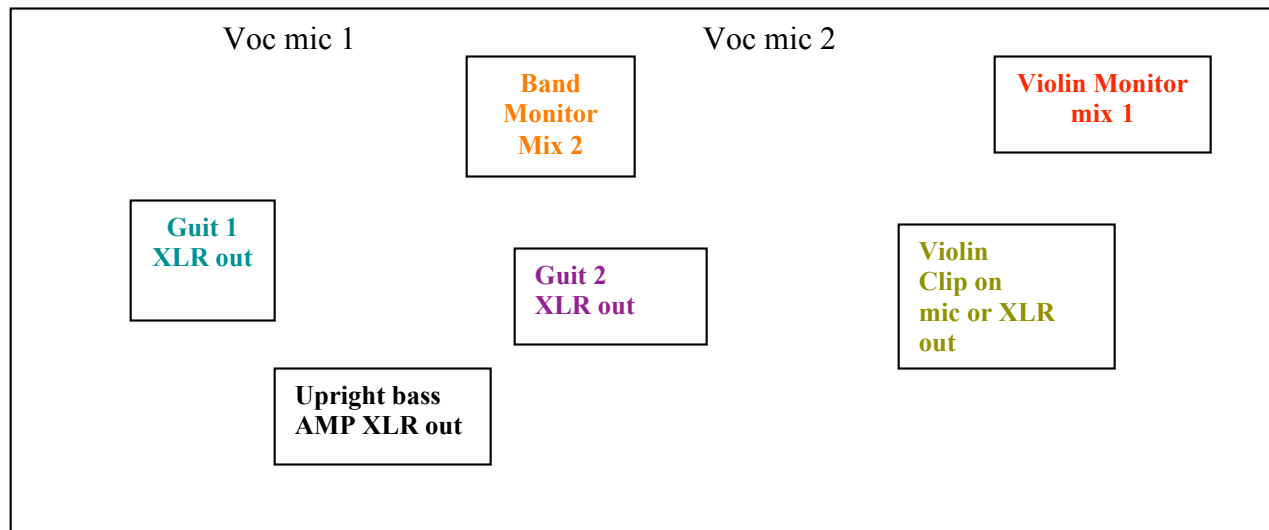 Voc mic 1
Voc mic 2
Band
Monitor
Mix 2
Violin Monitor
mix 1
Guit 1
XLR out
Guit 2
XLR out
Violin
Clip on
mic or XLR
out
Upright bass
AMP XLR out